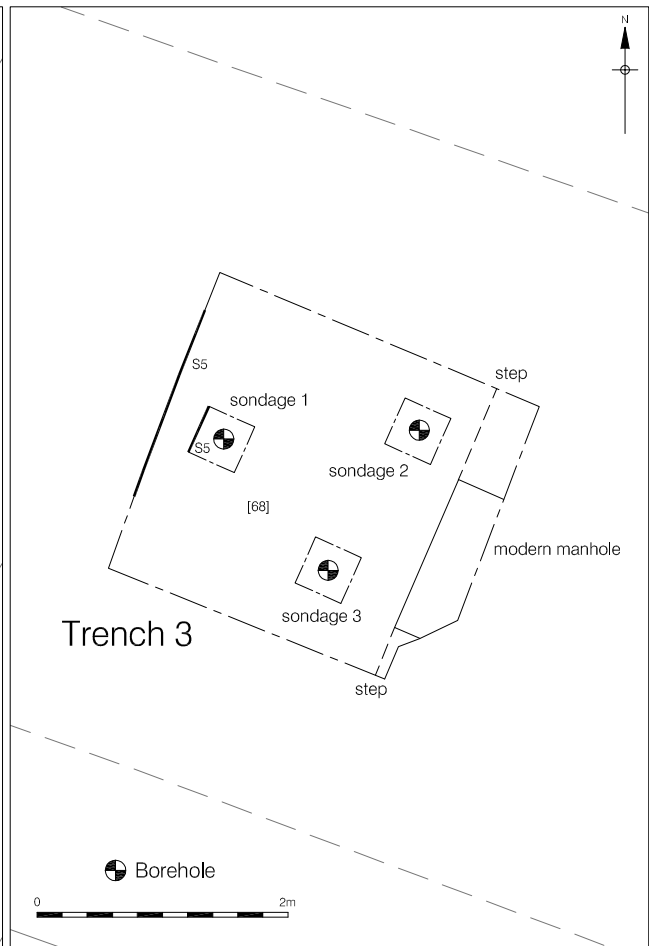 N
step
S5
sondage 1
S5
sondage 2
[68]
modern manhole
sondage 3
Trench 3
step
Borehole
0 2m